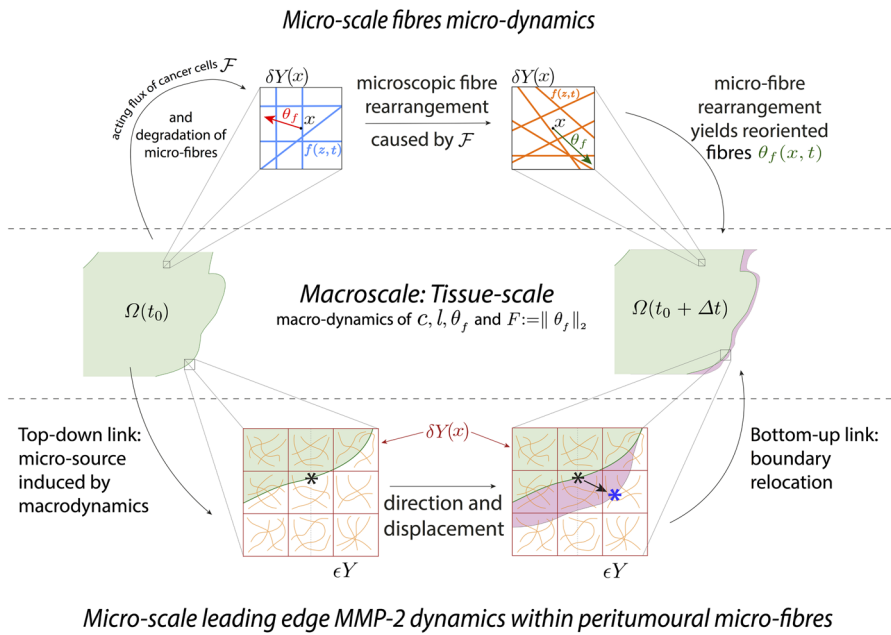 Micro-scale fibres micro-dynamics
acting flux of cancer cells 𝓕
and
degradation of
micro-fibres
δY(x)
θ_f
x
f(z,t)
microscopic fibre
rearrangement
caused by 𝓕
δY(x)
f(z,t)
x
θ_f
micro-fibre
rearrangement
yields reoriented
fibres θ_f(x, t)
Ω(t₀)
Macroscale: Tissue-scale
macro-dynamics of c, l, θ_f and F:=‖ θ_f ‖₂
Ω(t₀ + Δt)
Top-down link:
micro-source
induced by
macrodynamics
*
ϵY
δY(x)
direction and
displacement
*
*
ϵY
Bottom-up link:
boundary
relocation
Micro-scale leading edge MMP-2 dynamics within peritumoural micro-fibres